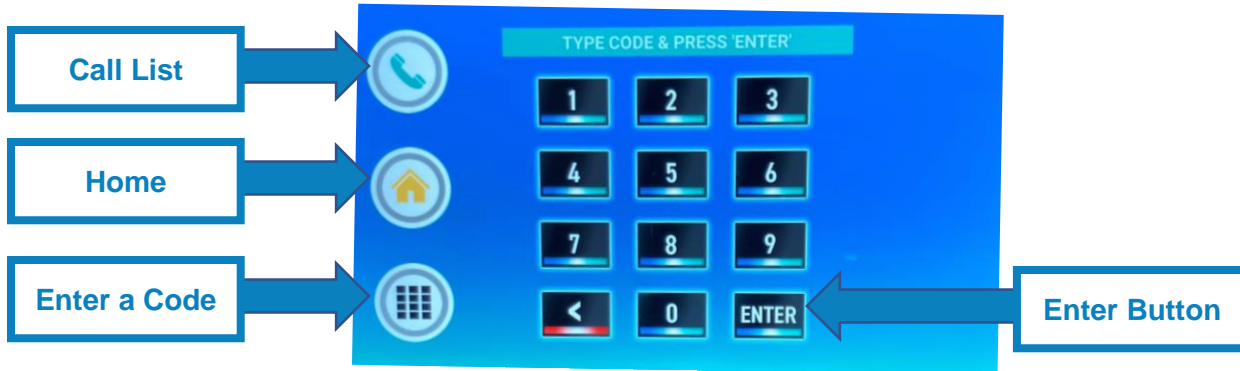 TYPE CODE & PRESS 'ENTER'
Call List
1 2 3
Home
4 5 6
7 8 9
Enter a Code
< 0 ENTER
Enter Button